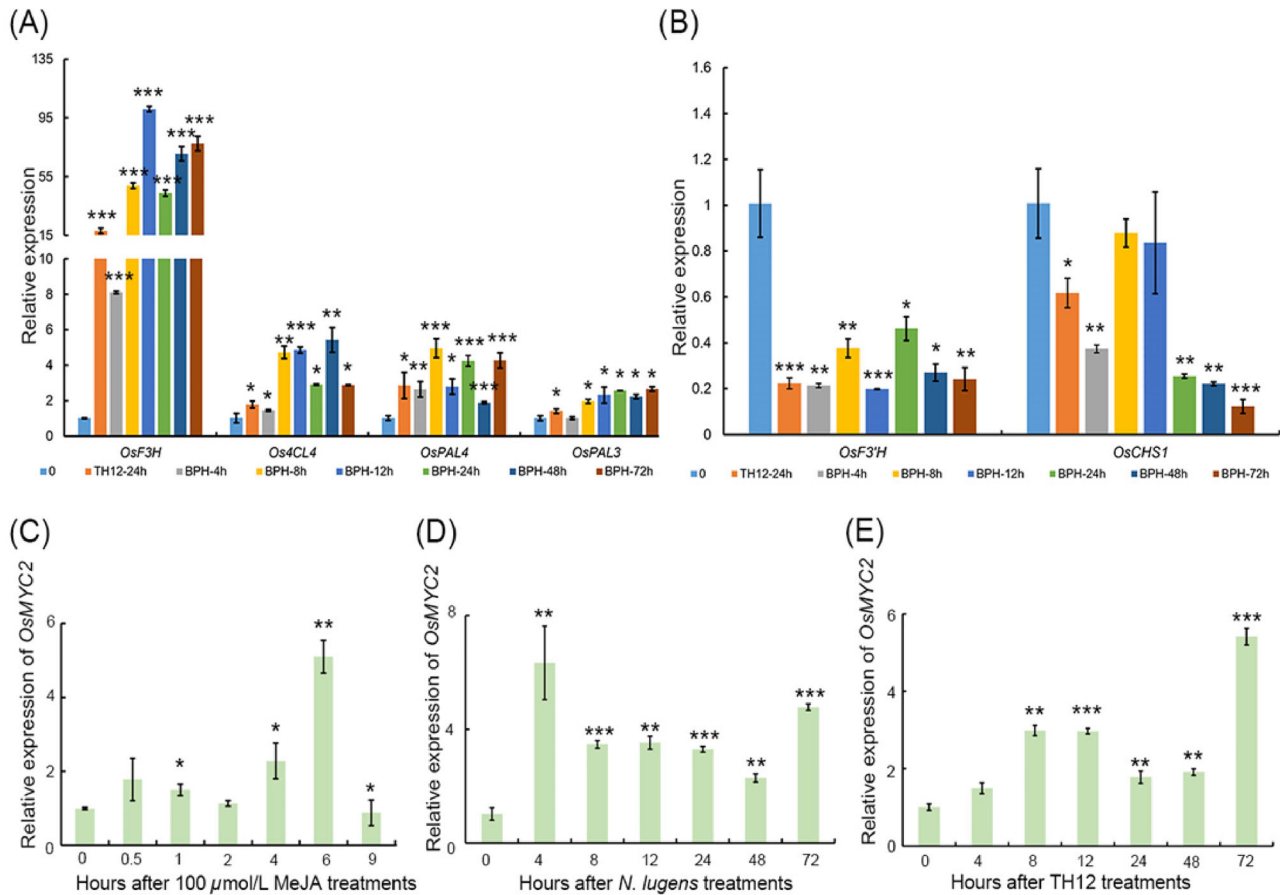 (A)
Relative expression
135
95
55
15
10
8
6
4
2
0
*** *** *** *** *** *** ***
* * ** *** * ** *
* ** *** * *** *** ***
* * * * * *
OsF3H Os4CL4 OsPAL4 OsPAL3
0 TH12-24h BPH-4h BPH-8h BPH-12h BPH-24h BPH-48h BPH-72h
(B)
Relative expression
1.6
1.4
1.2
1
0.8
0.6
0.4
0.2
0
*** ** ** *** * * **
* ** ** ** ***
OsF'H OsCHS1
0 TH12-24h BPH-4h BPH-8h BPH-12h BPH-24h BPH-48h BPH-72h
(C)
Relative expression of OsMYC2
6
4
2
0
* * ** *
0 0.5 1 2 4 6 9
Hours after 100 µmol/L MeJA treatments
(D)
Relative expression of OsMYC2
8
4
0
** *** ** *** ** ***
0 4 8 12 24 48 72
Hours after N. lugens treatments
(E)
Relative expression of OsMYC2
6
4
2
0
** *** ** ** ***
0 4 8 12 24 48 72
Hours after TH12 treatments